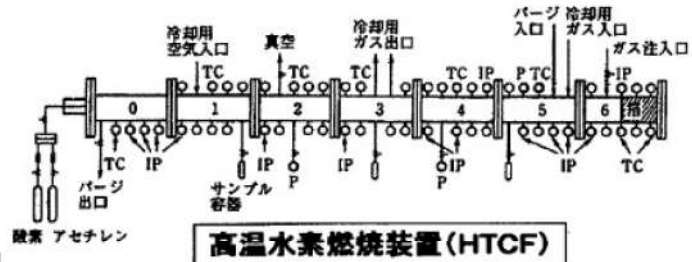 冷却用
空気入口
真空
冷却用
ガス出口
パージ
入口
冷却用
ガス入口
ガス注入口
TC
TC
TC
TC
IP
P
TC
IP
0
1
2
3
4
5
6
TC
IP
IP
P
IP
P
IP
IP
TC
パージ
出口
サンプル
容器
酸素 アセチレン
高温水素燃焼装置(HTCF)